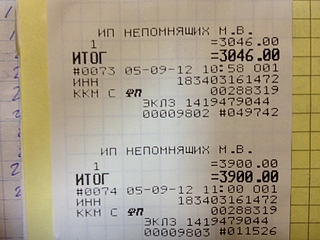 ИП НЕПОМНЯЩИХ М.В.
1 =3046.00
ИТОГ =3046.00
#0073 05-09-12 10:58 001
ИНН 183403161472
ККМ С ФП 00288319
ЭКЛЗ 1419479044
00009802 #049742
ИП НЕПОМНЯЩИХ М.В.
1 =3900.00
ИТОГ =3900.00
#0074 05-09-12 11:00 001
ИНН 183403161472
ККМ С ФП 00288319
ЭКЛЗ 1419479044
00009803 #011526